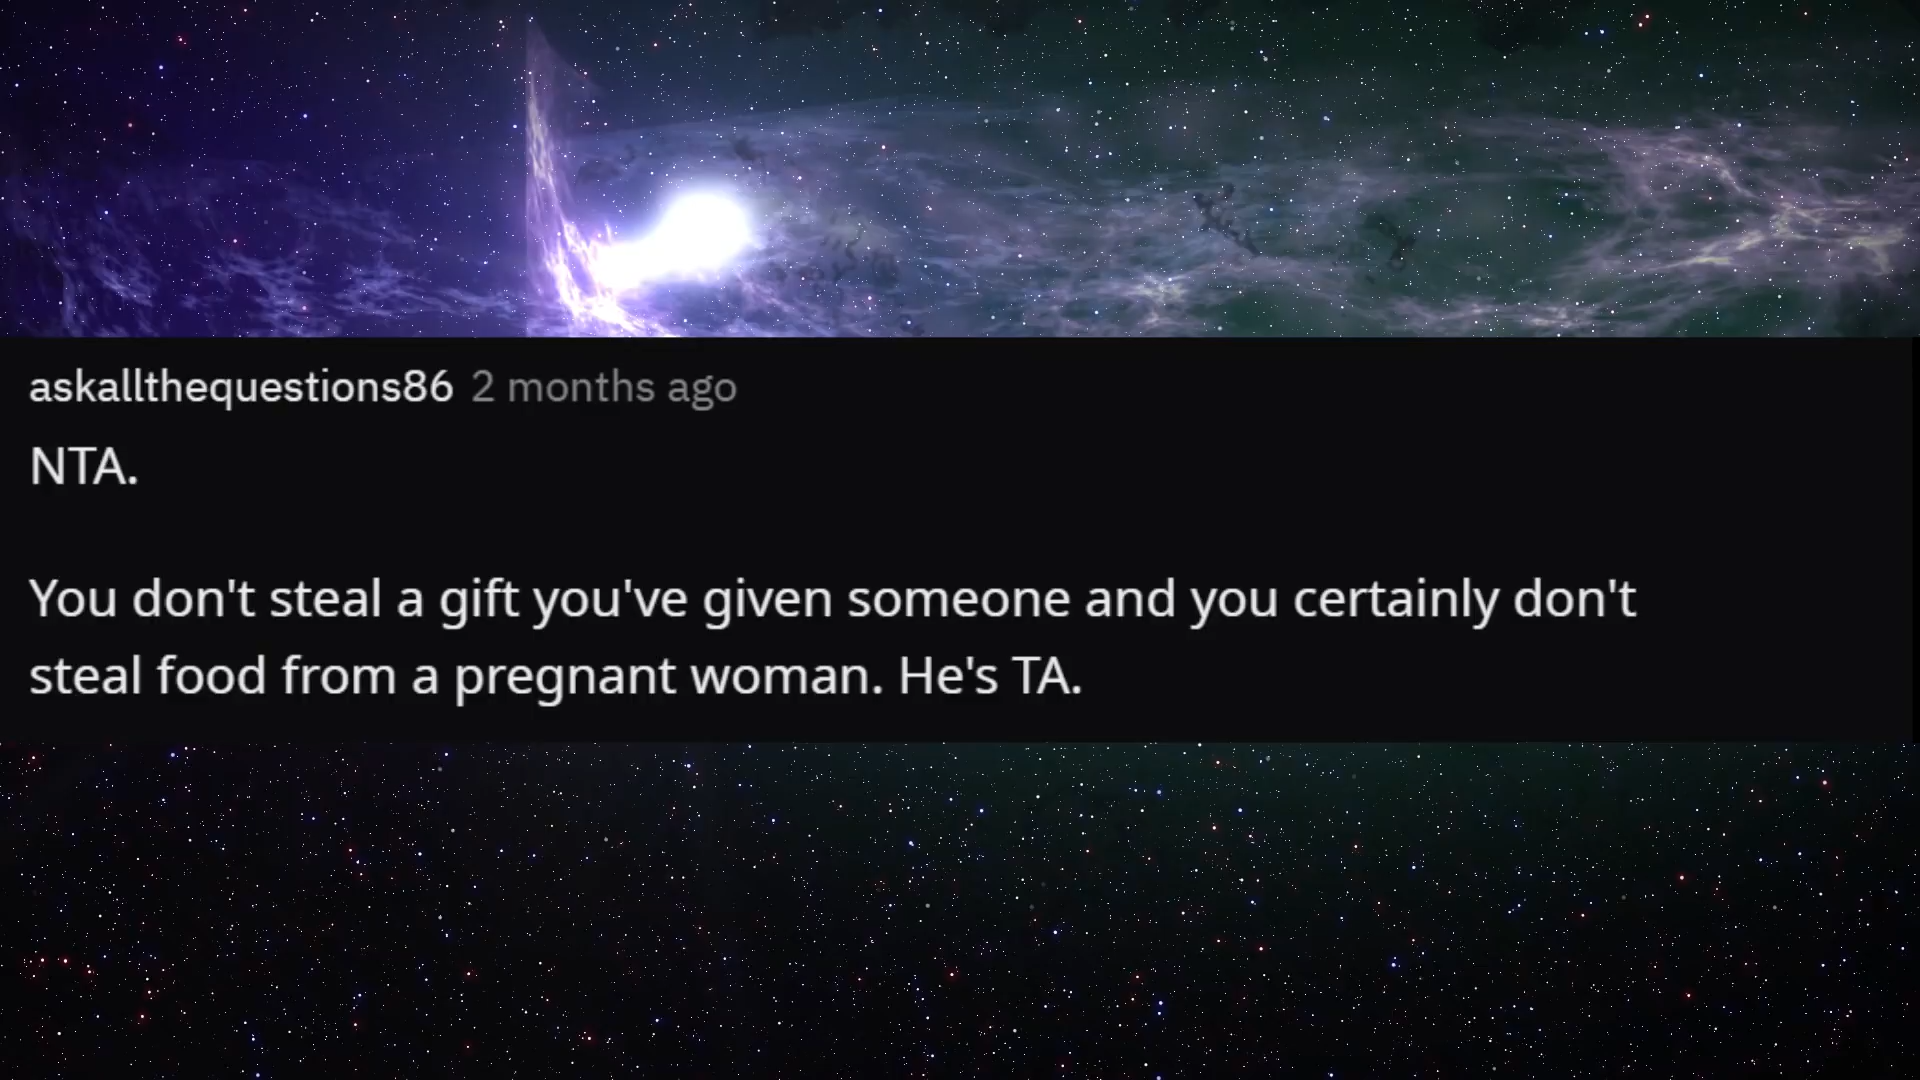 askallthequestions86 2 months ago
NTA.
You don't steal a gift you've given someone and you certainly don't
steal food from a pregnant woman. He's TA.